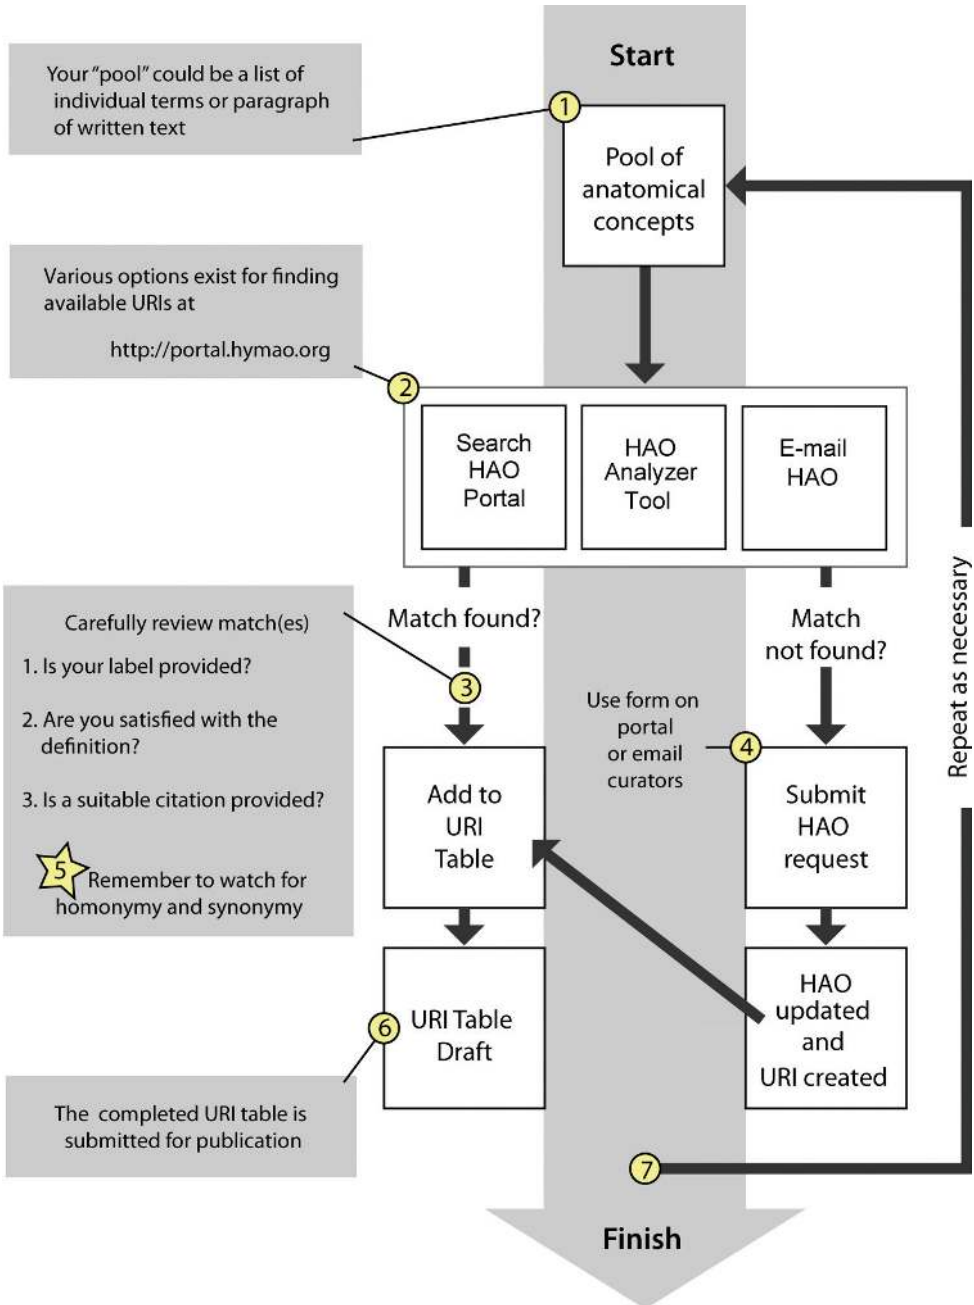 Start
Your "pool" could be a list of
individual terms or paragraph
of written text
1
Pool of
anatomical
concepts
Various options exist for finding
available URIs at
http://portal.hymao.org
2
Search
HAO
Portal
HAO
Analyzer
Tool
E-mail
HAO
Match found?
Match
not found?
Repeat as necessary
Carefully review match(es)
1. Is your label provided?
2. Are you satisfied with the
definition?
3. Is a suitable citation provided?
5
Remember to watch for
homonymy and synonymy
3
Use form on
portal
or email
curators
4
Add to
URI
Table
Submit
HAO
request
6
URI Table
Draft
HAO
updated
and
URI created
The completed URI table is
submitted for publication
7
Finish